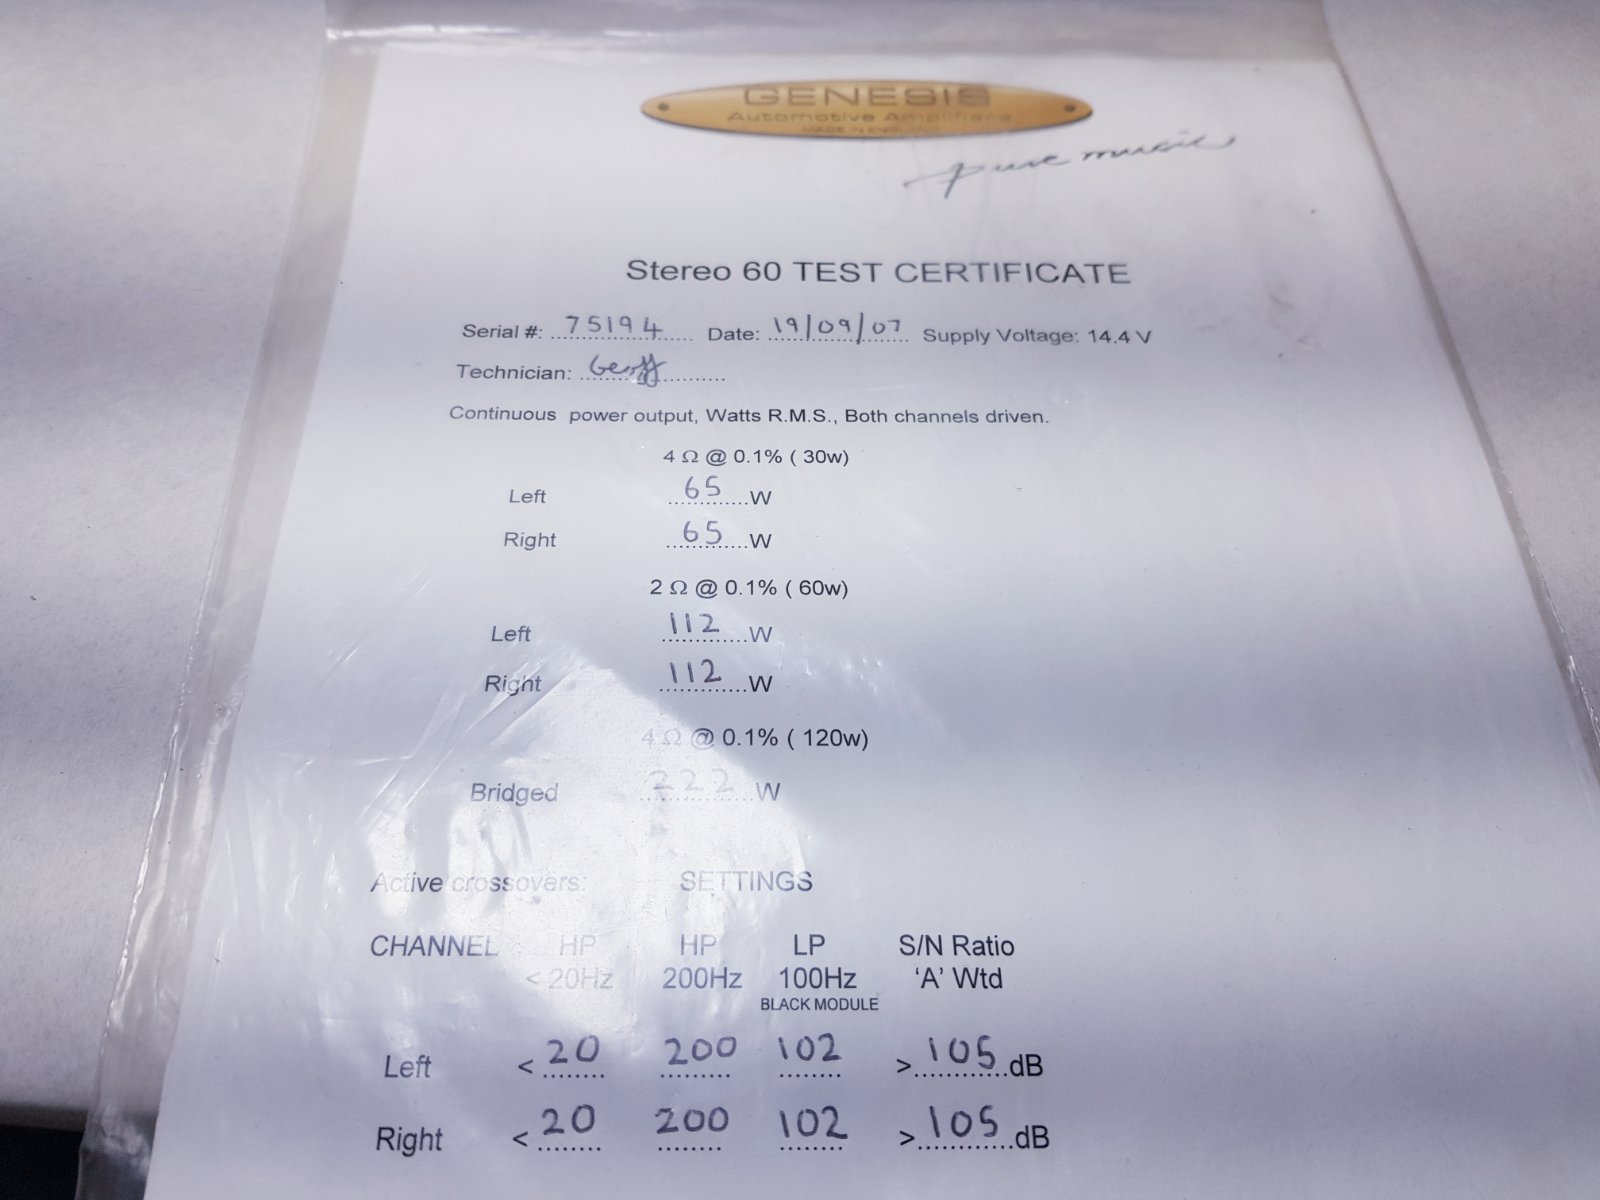 GENESIS
Automotive Amplifiers
MADE IN ENGLAND
pure music
Stereo 60 TEST CERTIFICATE
Serial #: 75194 Date: 19/09/07 Supply Voltage: 14.4 V
Technician: Geoff
Continuous power output, Watts R.M.S., Both channels driven.
4 Ω @ 0.1% ( 30w)
Left 65 W
Right 65 W
2 Ω @ 0.1% ( 60w)
Left 112 W
Right 112 W
4 Ω @ 0.1% ( 120w)
Bridged 222 W
Active crossovers: SETTINGS
CHANNEL HP HP LP S/N Ratio
< 20Hz 200Hz 100Hz ‘A’ Wtd
BLACK MODULE
Left < 20 200 102 > 105 dB
Right < 20 200 102 > 105 dB